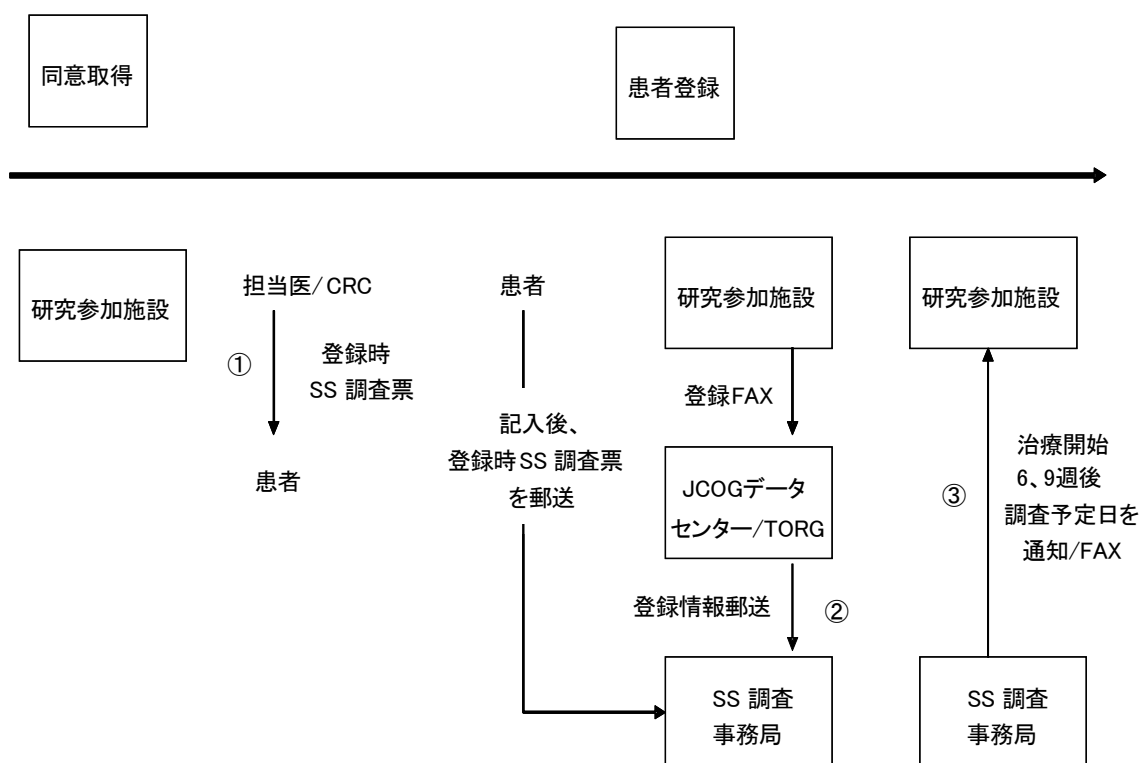 同意取得
患者登録
研究参加施設
担当医/CRC
①
登録時
SS 調査票
患者
患者
記入後、
登録時SS 調査票
を郵送
研究参加施設
登録FAX
JCOGデータ
センター/TORG
登録情報郵送
②
SS 調査
事務局
研究参加施設
③
治療開始
6、9週後
調査予定日を
通知/FAX
SS 調査
事務局